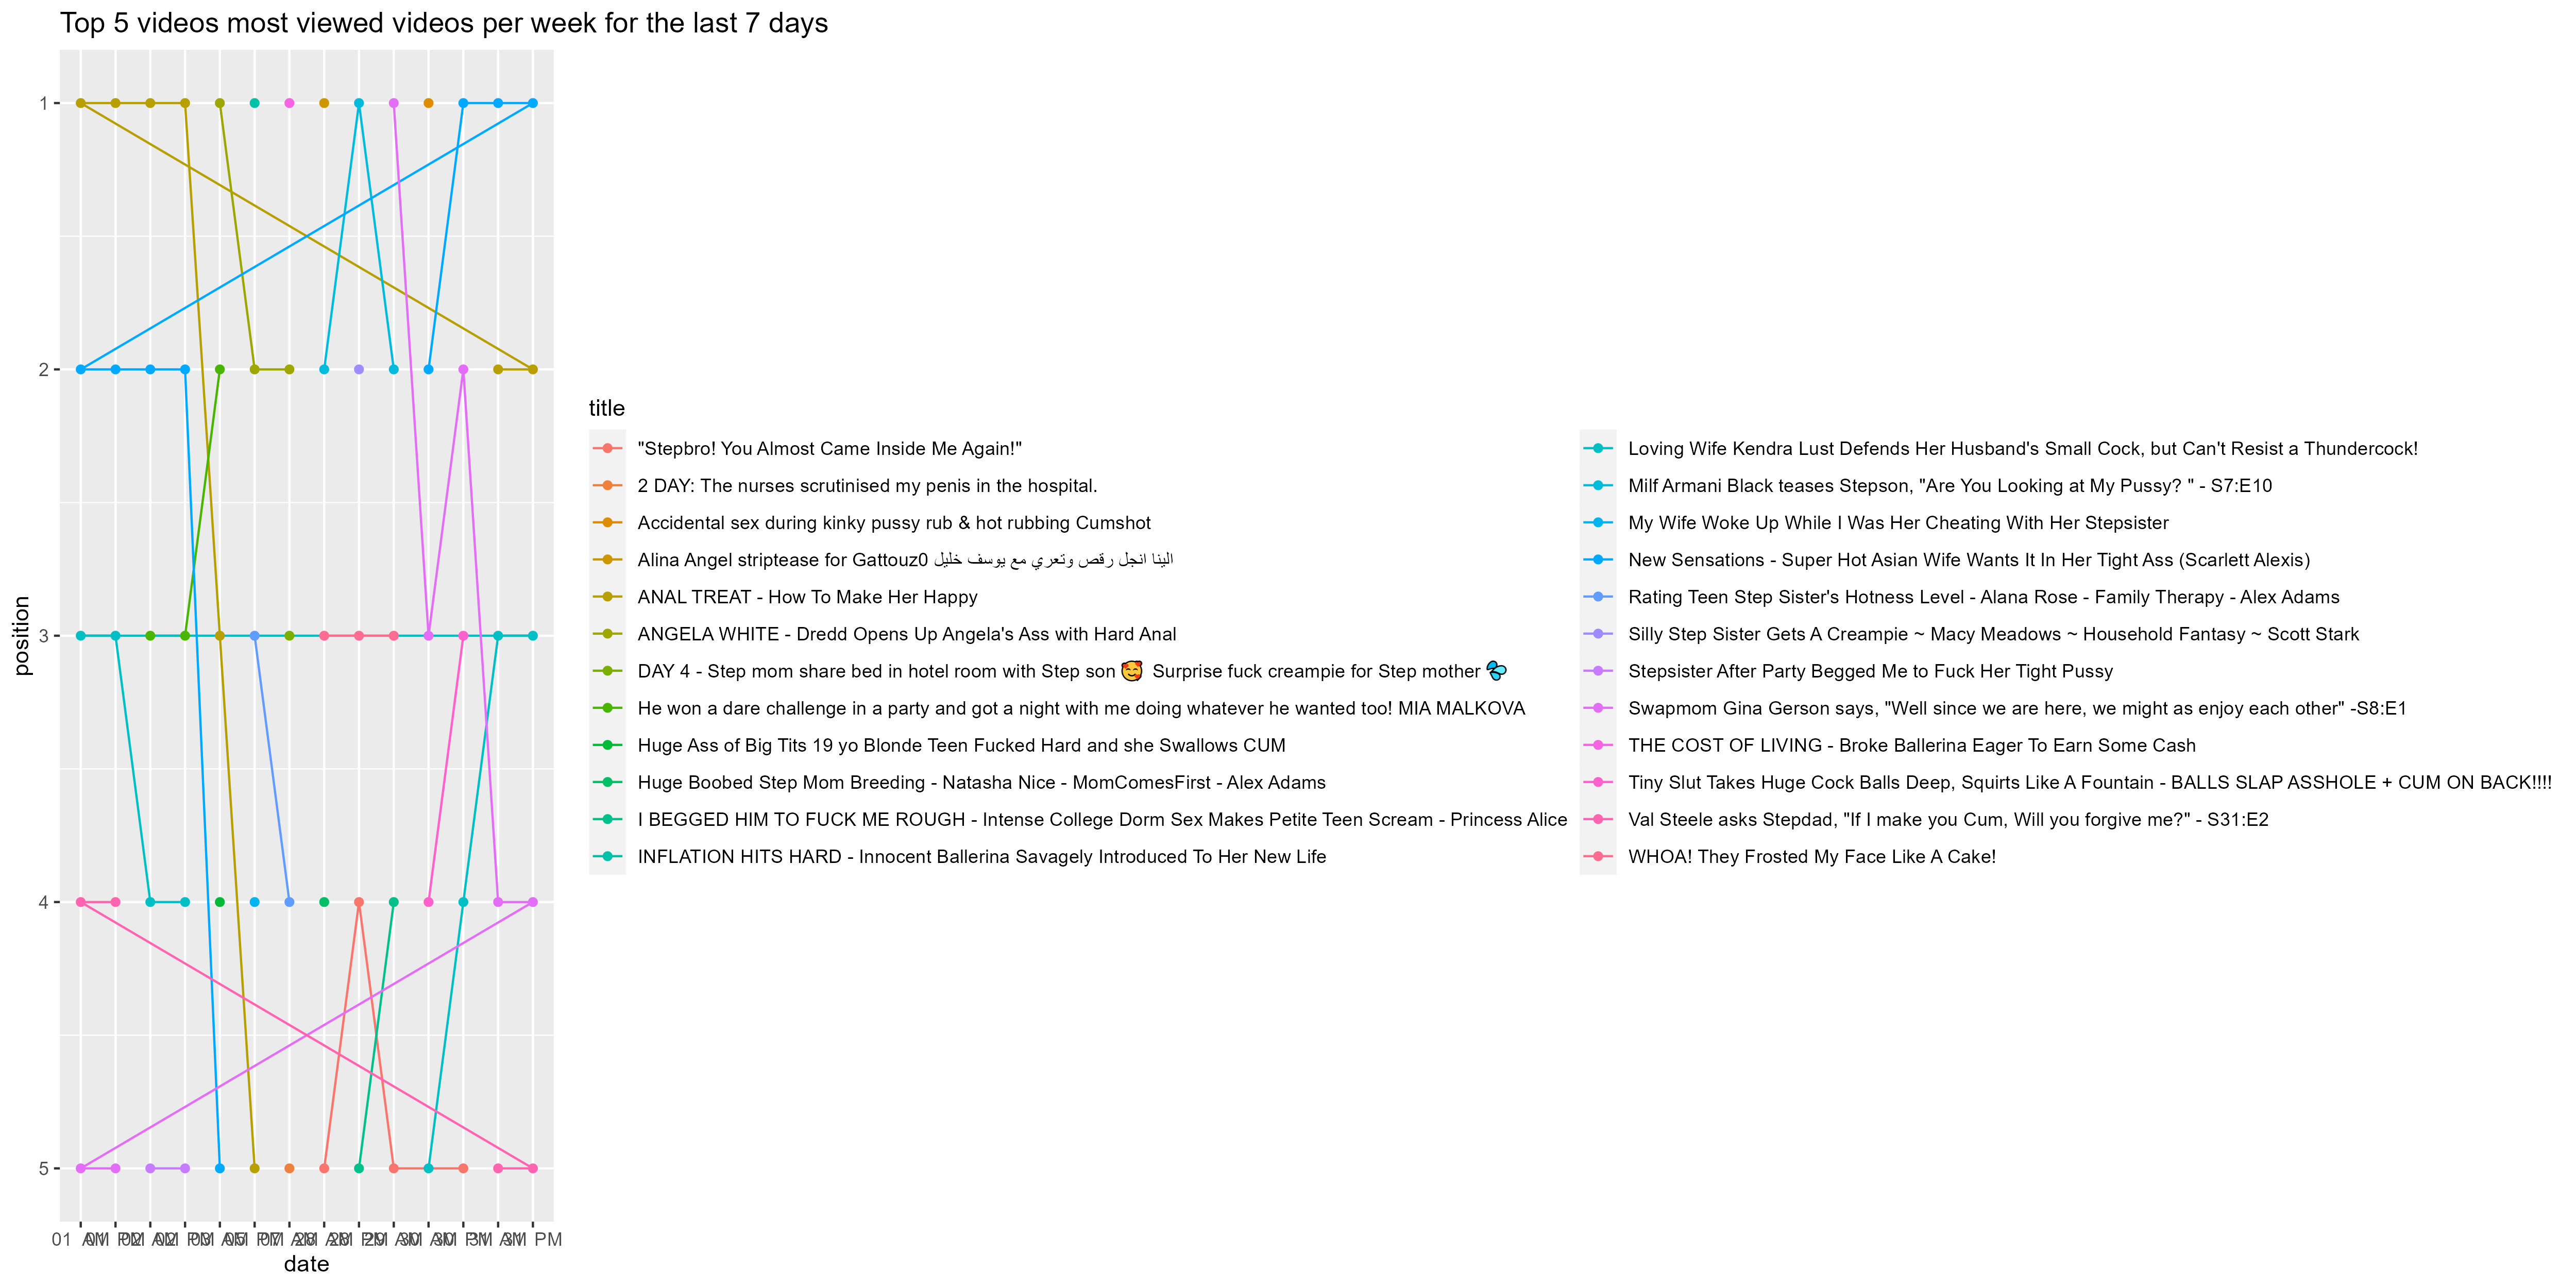 Top 5 videos most viewed videos per week for the last 7 days
1
2
3
4
5
position
date
title
"Stepbro! You Almost Came Inside Me Again!"
2 DAY: The nurses scrutinised my penis in the hospital.
Accidental sex during kinky pussy rub & hot rubbing Cumshot
Alina Angel striptease for Gattouz0 الينا انجل رقص وتعري مع يوسف خليل
ANAL TREAT - How To Make Her Happy
ANGELA WHITE - Dredd Opens Up Angela's Ass with Hard Anal
DAY 4 - Step mom share bed in hotel room with Step son 🥰 Surprise fuck creampie for Step mother 💦
He won a dare challenge in a party and got a night with me doing whatever he wanted too! MIA MALKOVA
Huge Ass of Big Tits 19 yo Blonde Teen Fucked Hard and she Swallows CUM
Huge Boobed Step Mom Breeding - Natasha Nice - MomComesFirst - Alex Adams
I BEGGED HIM TO FUCK ME ROUGH - Intense College Dorm Sex Makes Petite Teen Scream - Princess Alice
INFLATION HITS HARD - Innocent Ballerina Savagely Introduced To Her New Life
Loving Wife Kendra Lust Defends Her Husband's Small Cock, but Can't Resist a Thundercock!
Milf Armani Black teases Stepson, "Are You Looking at My Pussy? " - S7:E10
My Wife Woke Up While I Was Her Cheating With Her Stepsister
New Sensations - Super Hot Asian Wife Wants It In Her Tight Ass (Scarlett Alexis)
Rating Teen Step Sister's Hotness Level - Alana Rose - Family Therapy - Alex Adams
Silly Step Sister Gets A Creampie ~ Macy Meadows ~ Household Fantasy ~ Scott Stark
Stepsister After Party Begged Me to Fuck Her Tight Pussy
Swapmom Gina Gerson says, "Well since we are here, we might as enjoy each other" -S8:E1
THE COST OF LIVING - Broke Ballerina Eager To Earn Some Cash
Tiny Slut Takes Huge Cock Balls Deep, Squirts Like A Fountain - BALLS SLAP ASSHOLE + CUM ON BACK!!!!
Val Steele asks Stepdad, "If I make you Cum, Will you forgive me?" - S31:E2
WHOA! They Frosted My Face Like A Cake!